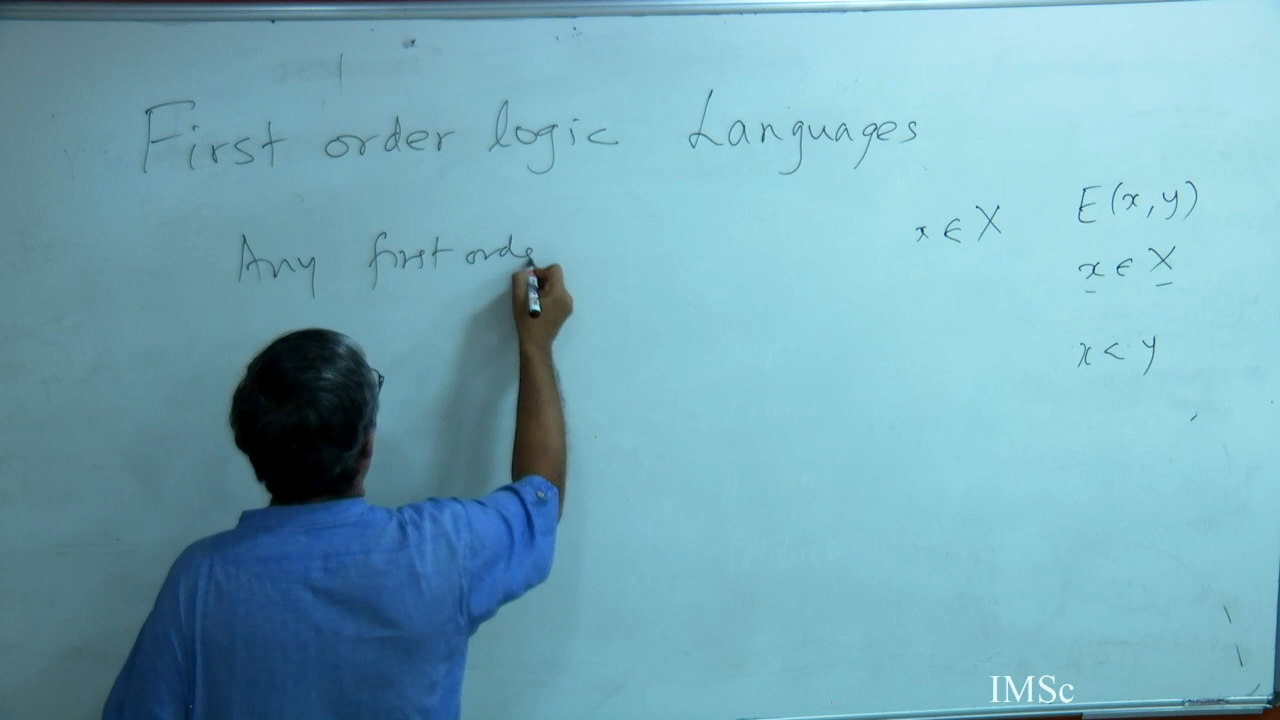 First order logic Languages
Any first orde
x ∈ X
E(x, y)
x ∈ X
x < y
IMSc